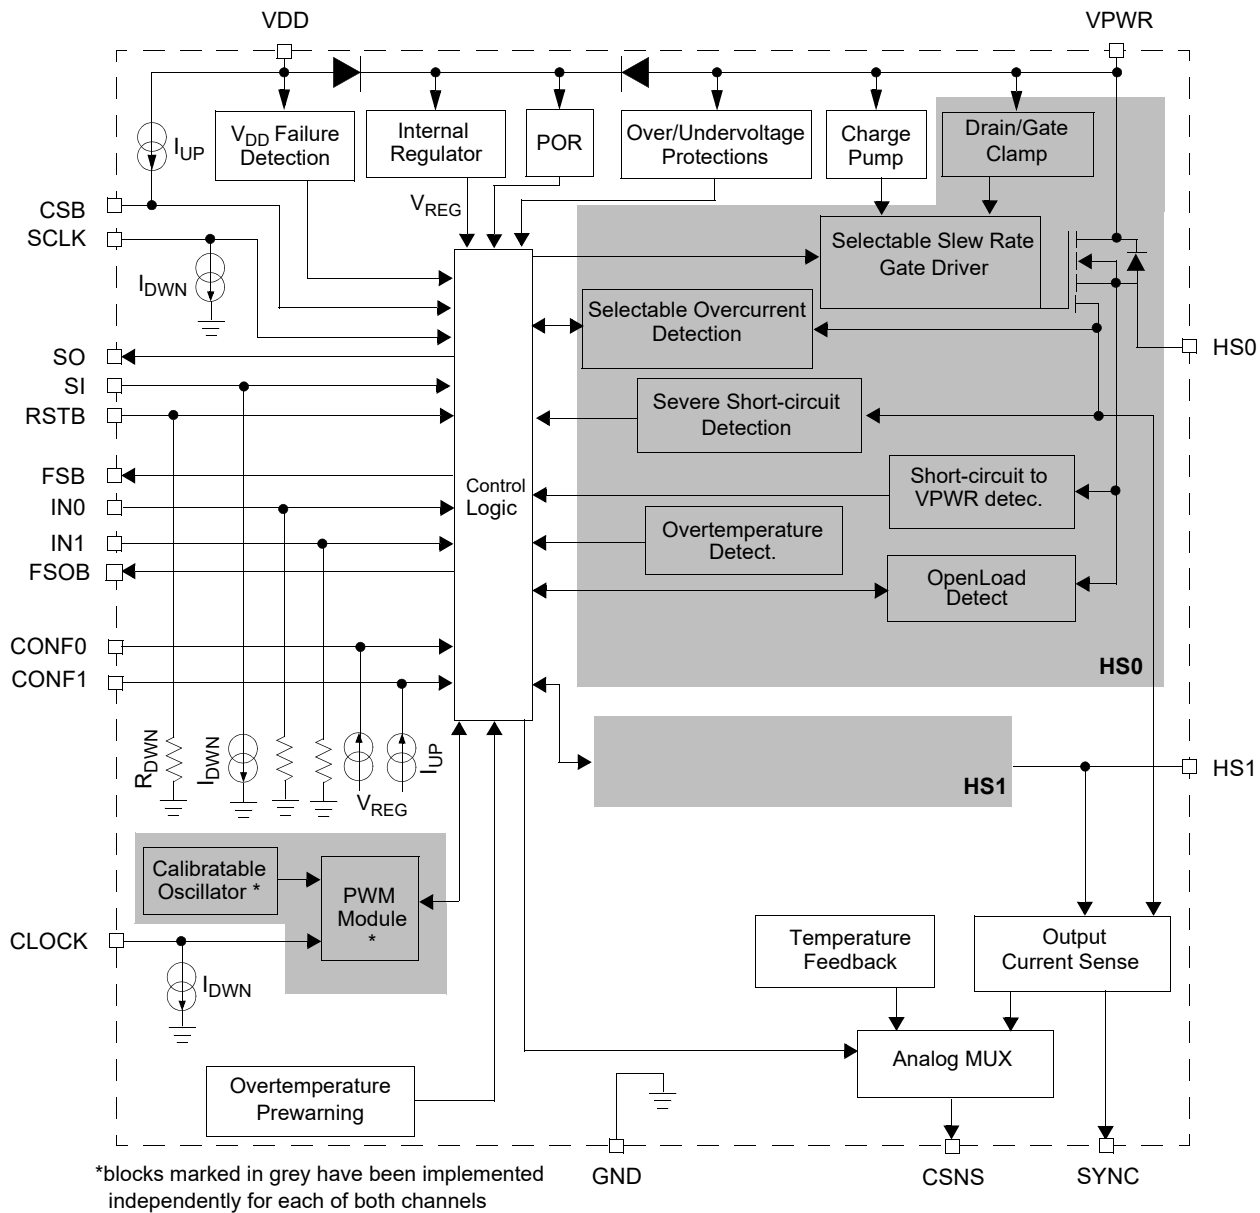 VDD
VPWR
IUP
VDD Failure
Detection
Internal
Regulator
POR
Over/Undervoltage
Protections
Charge
Pump
Drain/Gate
Clamp
VREG
CSB
SCLK
IDWN
Selectable Slew Rate
Gate Driver
Selectable Overcurrent
Detection
HS0
SO
SI
RSTB
Severe Short-circuit
Detection
FSB
IN0
IN1
FSOB
Control
Logic
Short-circuit to
VPWR detec.
Overtemperature
Detect.
OpenLoad
Detect
CONF0
CONF1
HS0
RDWN
IDWN
IUP
VREG
HS1
HS1
Calibratable
Oscillator *
PWM
Module
*
CLOCK
IDWN
Temperature
Feedback
Output
Current Sense
Analog MUX
Overtemperature
Prewarning
GND
CSNS
SYNC
*blocks marked in grey have been implemented
independently for each of both channels